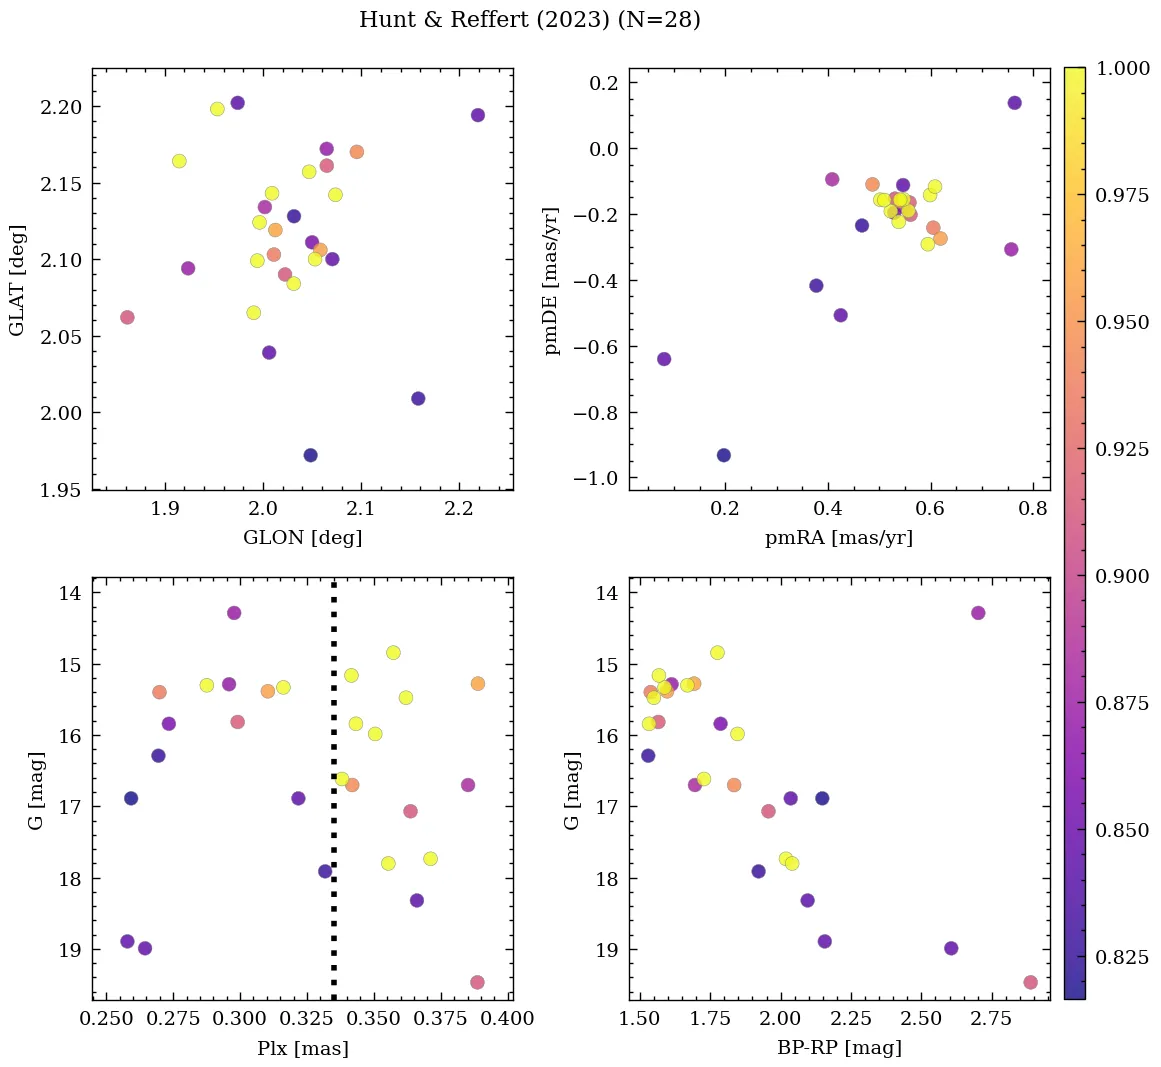 Hunt & Reffert (2023) (N=28)
2.20
2.15
2.10
2.05
2.00
1.95
GLAT [deg]
1.9 2.0 2.1 2.2
GLON [deg]
0.2
0.0
−0.2
−0.4
−0.6
−0.8
−1.0
pmDE [mas/yr]
0.2 0.4 0.6 0.8
pmRA [mas/yr]
14
15
16
17
18
19
G [mag]
0.250 0.275 0.300 0.325 0.350 0.375 0.400
Plx [mas]
14
15
16
17
18
19
G [mag]
1.50 1.75 2.00 2.25 2.50 2.75
BP-RP [mag]
1.000
0.975
0.950
0.925
0.900
0.875
0.850
0.825